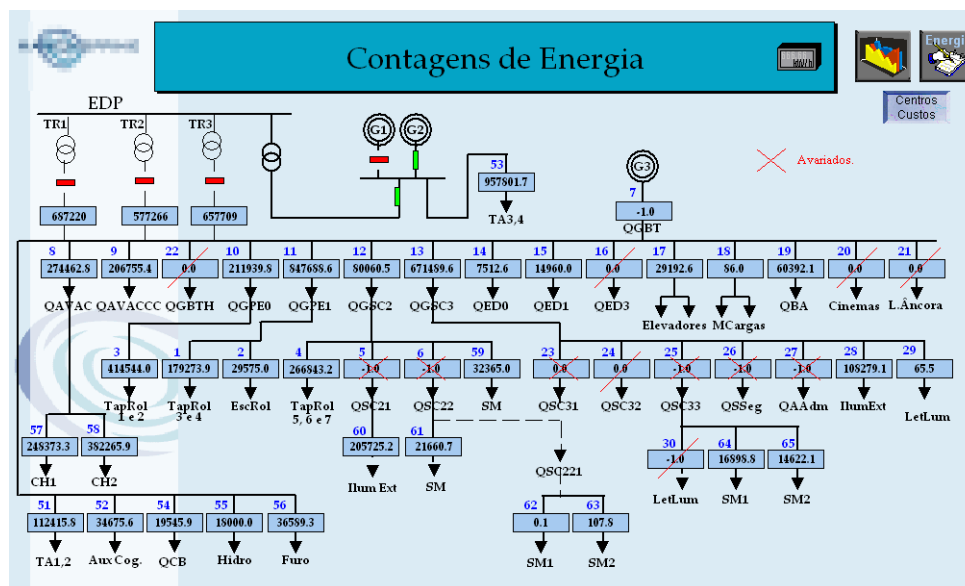 Contagens de Energia
kW/h
Energi
Centros
Custos
EDP
TR1
TR2
TR3
G1
G2
G3
Avariados.
53
957801.7
TA3,4
7
-1.0
QGBT
687220
577266
657709
8
9
22
10
11
12
13
14
15
16
17
18
19
20
21
274462.8
206755.4
0.0
211939.8
847688.6
80060.5
671489.6
7512.6
14960.0
0.0
29192.6
86.0
60392.1
0.0
0.0
QAVAC
QAVACCC
QGBTH
QGPE0
QGPE1
QGSC2
QGSC3
QED0
QED1
QED3
Elevadores
MCargas
QBA
Cinemas
L.Âncora
3
1
2
4
5
6
59
23
24
25
26
27
28
29
414544.0
179273.9
29575.0
266843.2
-1.0
-1.0
32365.0
0.0
0.0
-1.0
-1.0
-1.0
108279.1
65.5
TapRol
1 e 2
TapRol
3 e 4
EscRol
TapRol
5, 6 e 7
QSC21
QSC22
SM
QSC31
QSC32
QSC33
QSSeg
QAAdm
IlumExt
LetLum
57
58
60
61
30
64
65
248373.3
382265.9
205725.2
21660.7
-1.0
16898.8
14622.1
CH1
CH2
Ilum Ext
SM
QSC221
LetLum
SM1
SM2
51
52
54
55
56
62
63
112415.8
34675.6
19545.9
18000.0
36589.3
0.1
107.8
TA1,2
Aux Cog.
QCB
Hidro
Furo
SM1
SM2